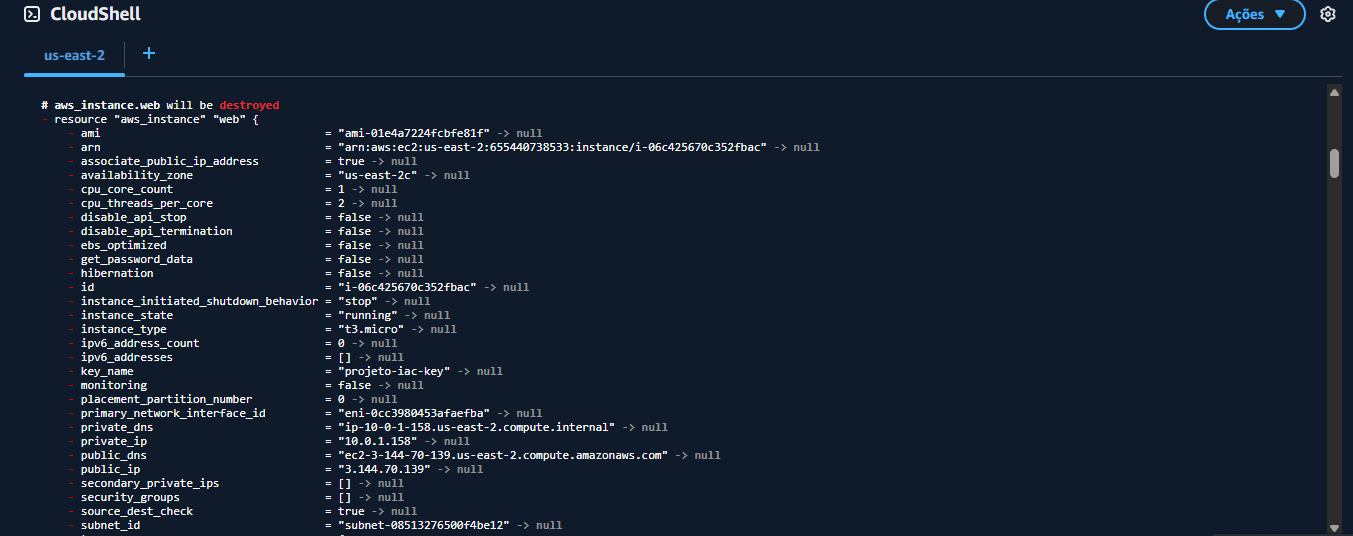 CloudShell
Ações
us-east-2
+
# aws_instance.web will be destroyed
- resource "aws_instance" "web" {
- ami = "ami-01e4a7224fcbfe81f" -> null
- arn = "arn:aws:ec2:us-east-2:655440738533:instance/i-06c425670c352fbac" -> null
- associate_public_ip_address = true -> null
- availability_zone = "us-east-2c" -> null
- cpu_core_count = 1 -> null
- cpu_threads_per_core = 2 -> null
- disable_api_stop = false -> null
- disable_api_termination = false -> null
- ebs_optimized = false -> null
- get_password_data = false -> null
- hibernation = false -> null
- id = "i-06c425670c352fbac" -> null
- instance_initiated_shutdown_behavior = "stop" -> null
- instance_state = "running" -> null
- instance_type = "t3.micro" -> null
- ipv6_address_count = 0 -> null
- ipv6_addresses = [] -> null
- key_name = "projeto-iac-key" -> null
- monitoring = false -> null
- placement_partition_number = 0 -> null
- primary_network_interface_id = "eni-0cc3980453afaefba" -> null
- private_dns = "ip-10-0-1-158.us-east-2.compute.internal" -> null
- private_ip = "10.0.1.158" -> null
- public_dns = "ec2-3-144-70-139.us-east-2.compute.amazonaws.com" -> null
- public_ip = "3.144.70.139" -> null
- secondary_private_ips = [] -> null
- security_groups = [] -> null
- source_dest_check = true -> null
- subnet_id = "subnet-08513276500f4be12" -> null